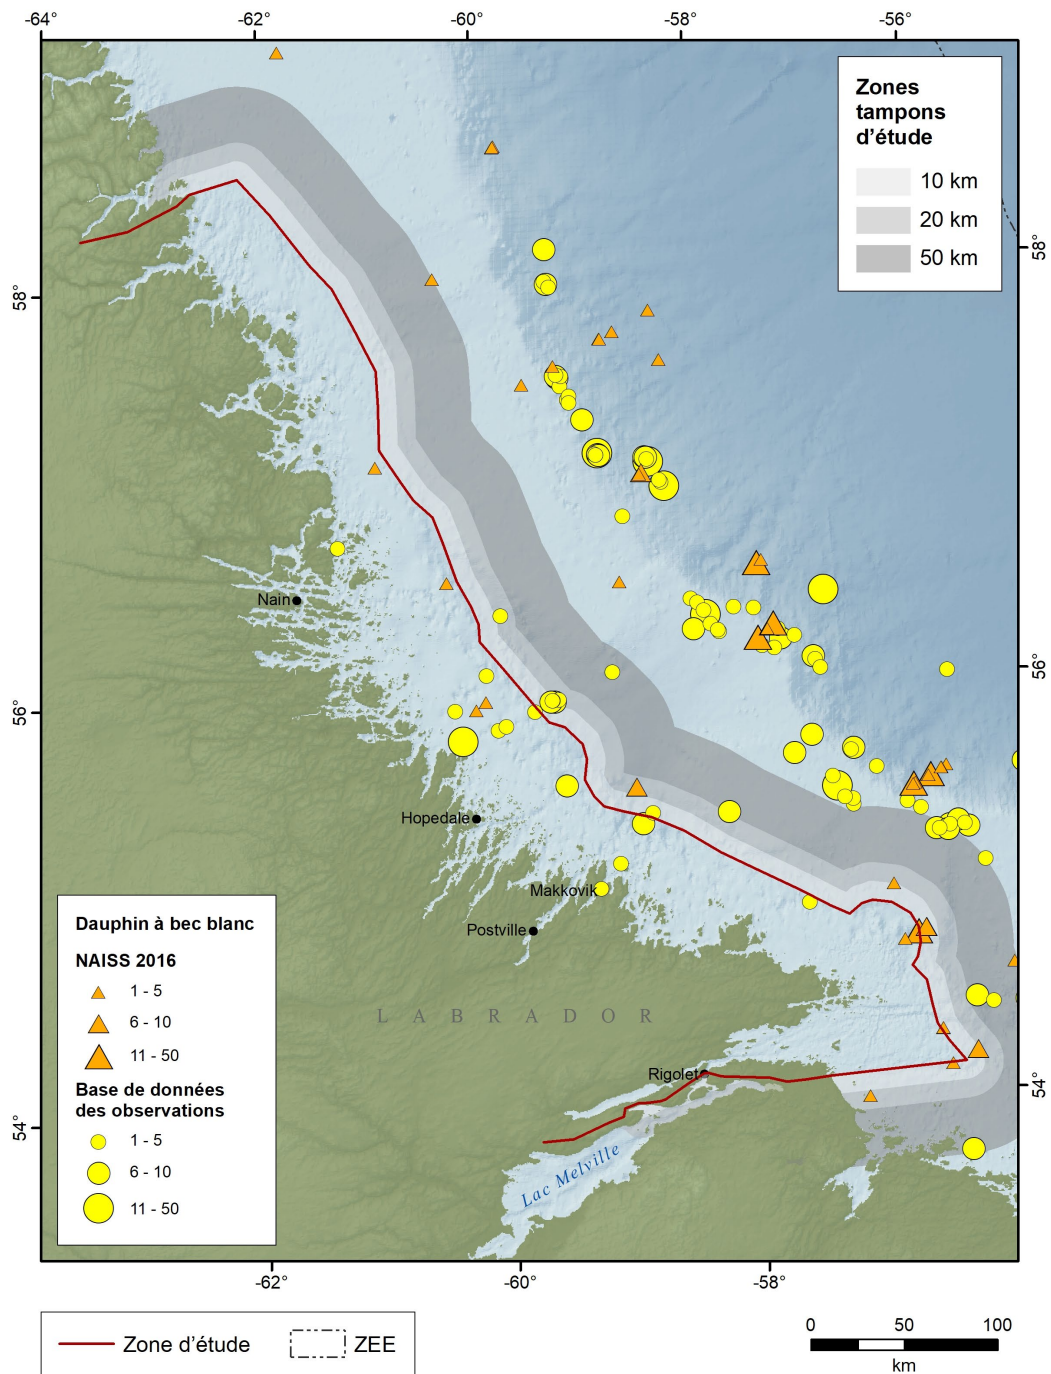 -64°
-62°
-60°
-58°
-56°
Zones
tampons
d'étude
10 km
20 km
50 km
58°
58°
56°
56°
54°
54°
Nain
Hopedale
Makkovik
Postville
LABRADOR
Rigolet
Lac Melville
Dauphin à bec blanc
NAISS 2016
1 - 5
6 - 10
11 - 50
Base de données
des observations
1 - 5
6 - 10
11 - 50
-62°
-60°
-58°
Zone d'étude
ZEE
0 50 100
km